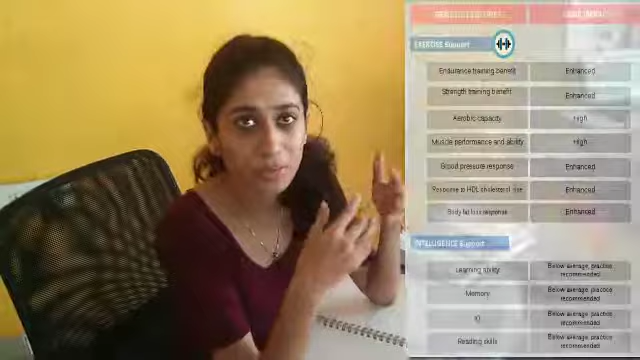 EXERCISE Support
Endurance training benefit Enhanced
Strength training benefit Enhanced
Aerobic capacity High
Muscle performance and ability High
Blood pressure response Enhanced
Response to HDL cholesterol rise Enhanced
Body fat loss response Enhanced
INTELLIGENCE Support
Learning ability Below average, practice
recommended
Memory Below average, practice
recommended
IQ Below average, practice
recommended
Reading skills Below average, practice
recommended